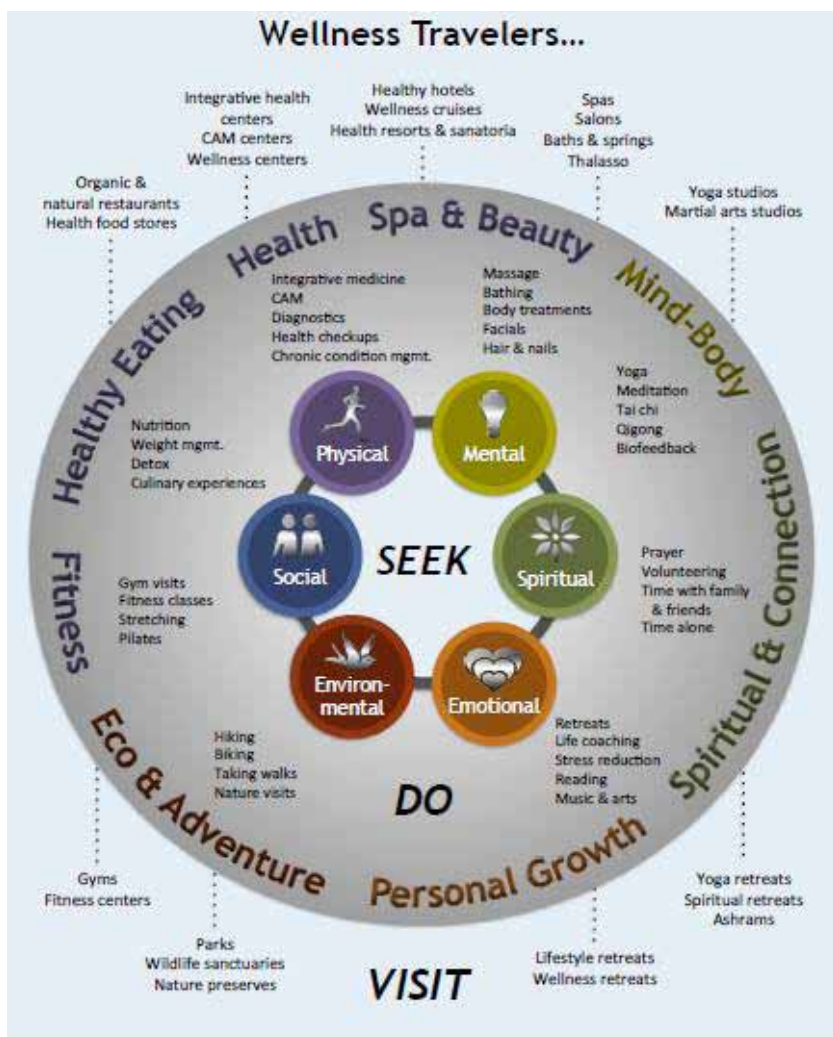 Wellness Travelers...
Healthy hotels
Wellness cruises
Health resorts & sanatoria
Integrative health
centers
CAM centers
Wellness centers
Spas
Salons
Baths & springs
Thalasso
Organic &
natural restaurants
Health food stores
Yoga studios
Martial arts studios
Health
Spa & Beauty
Mind-Body
Healthy Eating
Spiritual & Connection
Fitness
Eco & Adventure
Personal Growth
Integrative medicine
CAM
Diagnostics
Health checkups
Chronic condition mgmt.
Massage
Bathing
Body treatments
Facials
Hair & nails
Yoga
Meditation
Tai chi
Qigong
Biofeedback
Nutrition
Weight mgmt.
Detox
Culinary experiences
Physical
Mental
Social
SEEK
Spiritual
Environ-
mental
Emotional
Prayer
Volunteering
Time with family
& friends
Time alone
Gym visits
Fitness classes
Stretching
Pilates
Hiking
Biking
Taking walks
Nature visits
Retreats
Life coaching
Stress reduction
Reading
Music & arts
DO
Gyms
Fitness centers
Yoga retreats
Spiritual retreats
Ashrams
Parks
Wildlife sanctuaries
Nature preserves
Lifestyle retreats
Wellness retreats
VISIT